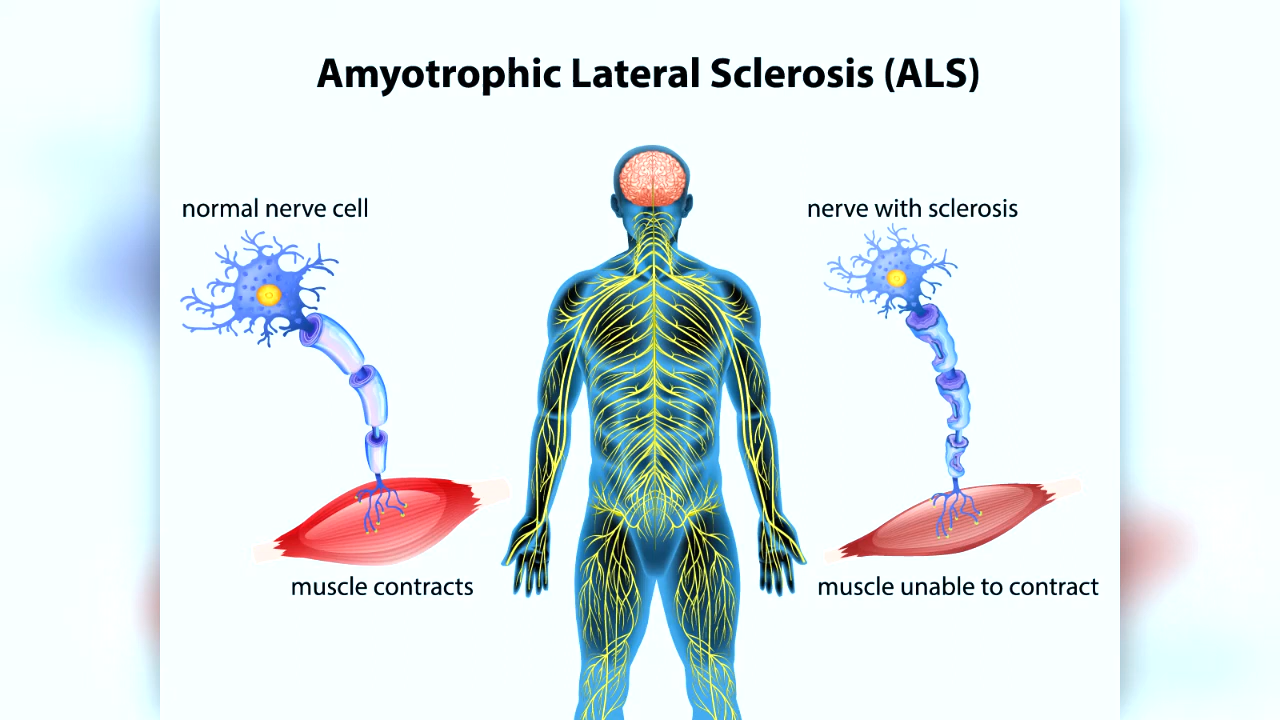 Amyotrophic Lateral Sclerosis (ALS)
normal nerve cell
nerve with sclerosis
muscle contracts
muscle unable to contract